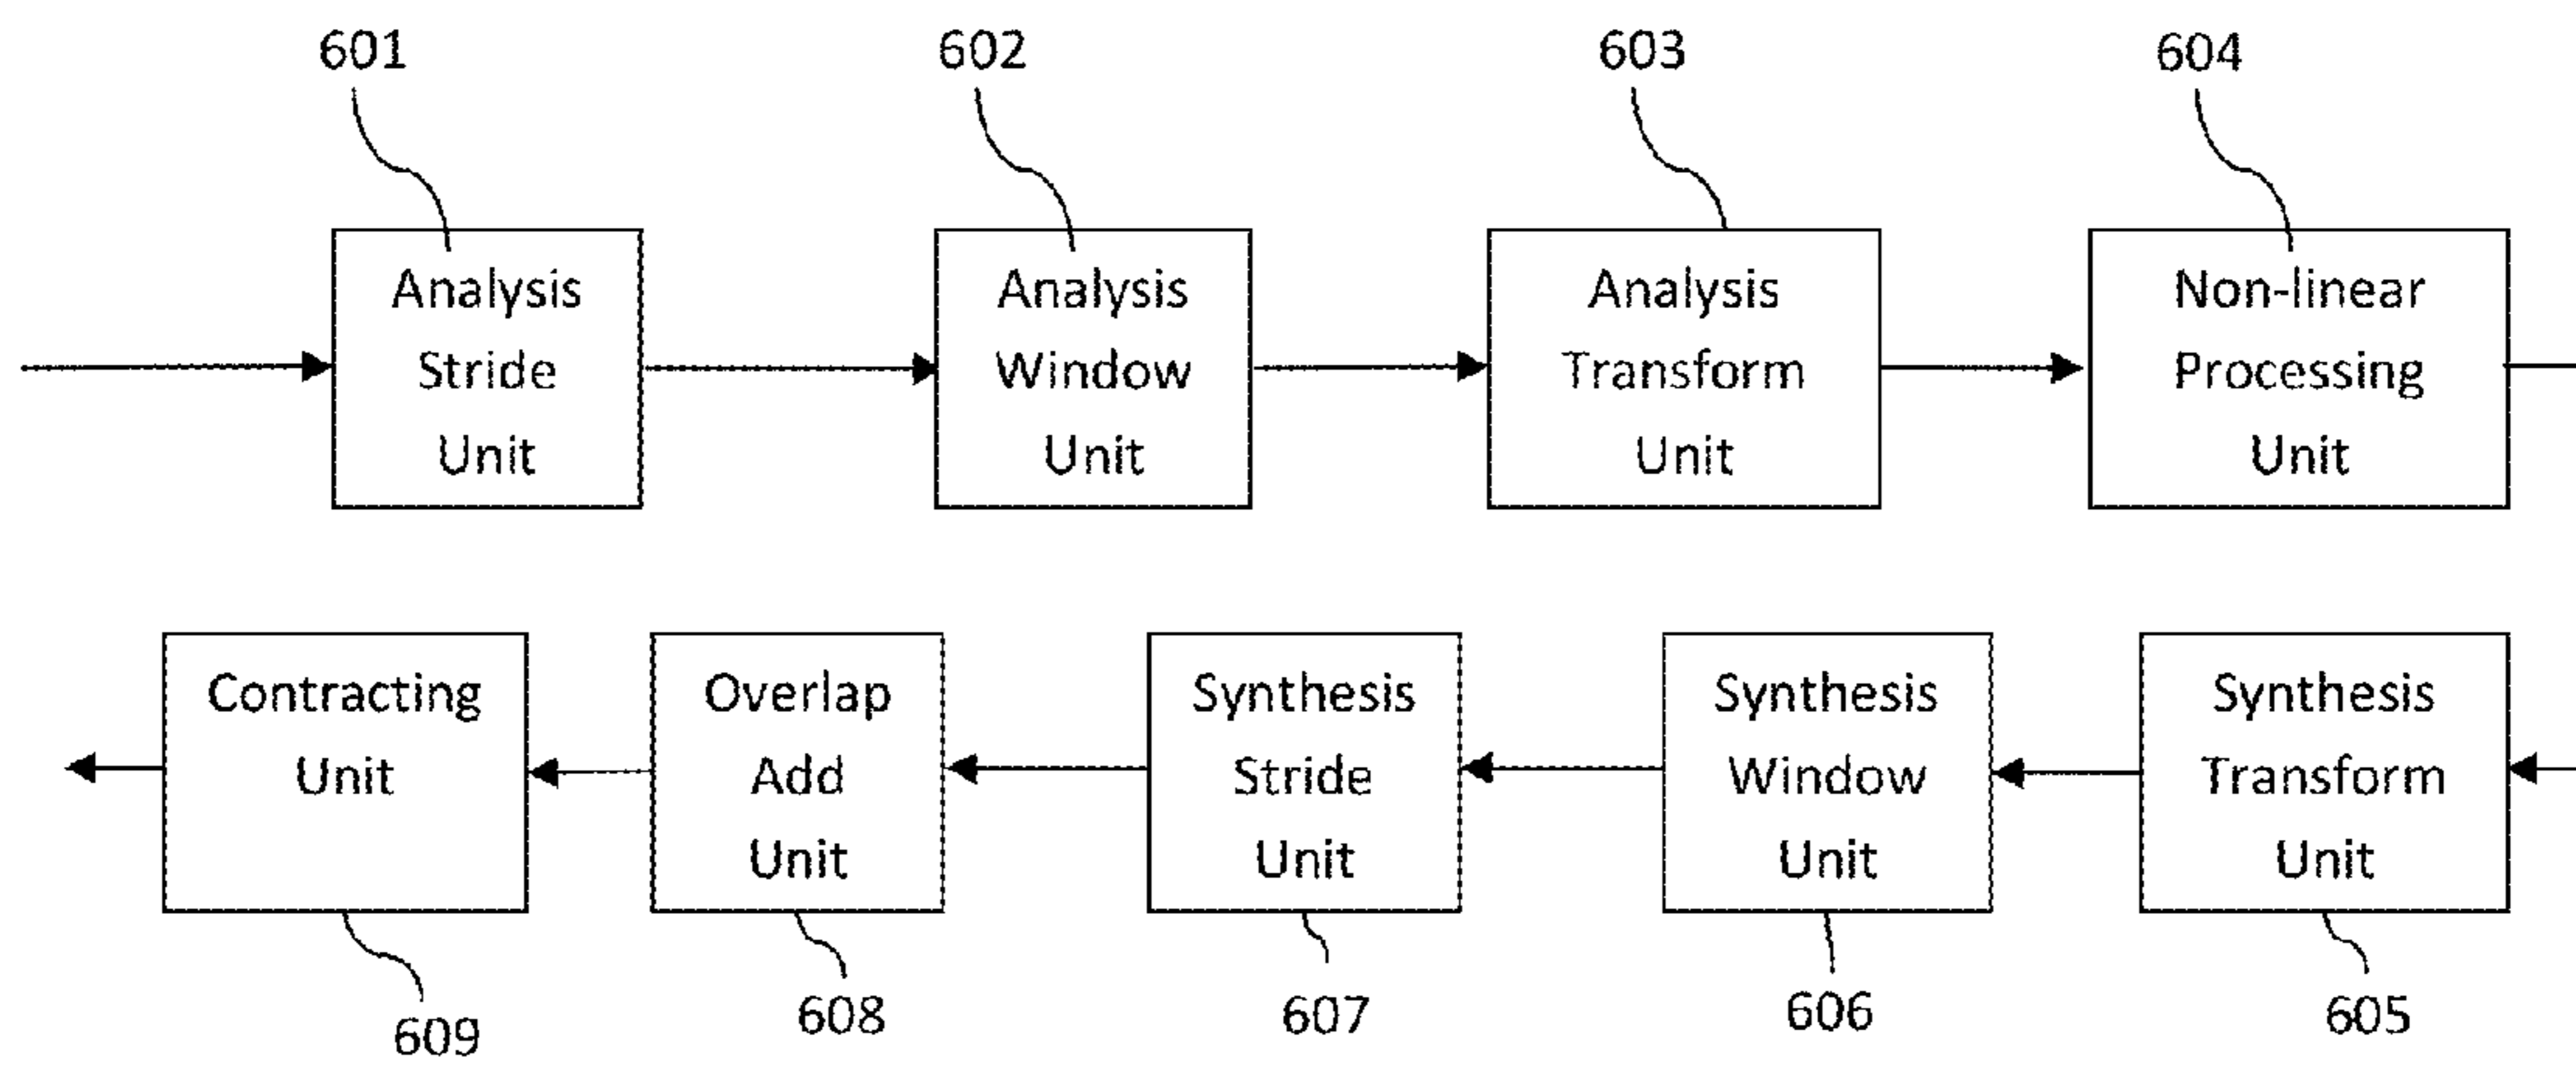 601
602
603
604
Analysis
Stride
Unit
Analysis
Window
Unit
Analysis
Transform
Unit
Non-linear
Processing
Unit
Contracting
Unit
Overlap
Add
Unit
Synthesis
Stride
Unit
Synthesis
Window
Unit
Synthesis
Transform
Unit
609
608
607
606
605